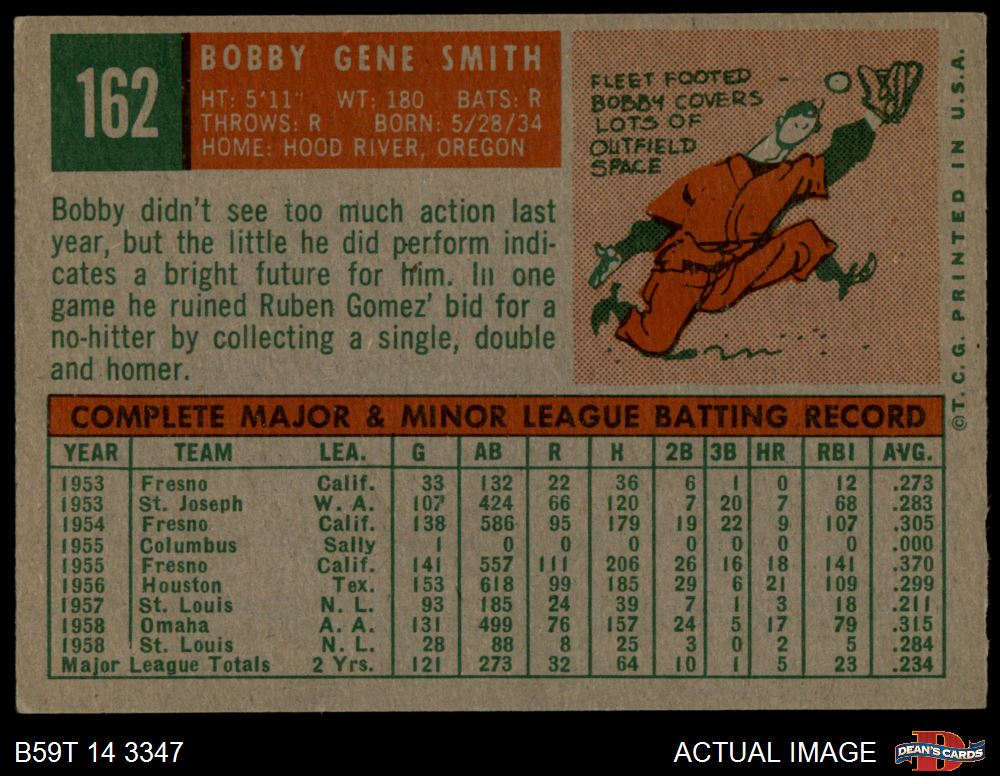 162
BOBBY GENE SMITH
HT: 5'11" WT: 180 BATS: R
THROWS: R BORN: 5/28/34
HOME: HOOD RIVER, OREGON
Bobby didn't see too much action last
year, but the little he did perform indi-
cates a bright future for him. In one
game he ruined Ruben Gomez' bid for a
no-hitter by collecting a single, double
and homer.
FLEET FOOTED
BOBBY COVERS
LOTS OF
OUTFIELD
SPACE
©T. C. G. PRINTED IN U.S.A.
COMPLETE MAJOR & MINOR LEAGUE BATTING RECORD
YEAR TEAM LEA. G AB R H 2B 3B HR RBI AVG.
1953 Fresno Calif. 33 132 22 36 6 1 0 12 .273
1953 St. Joseph W. A. 107 424 66 120 7 20 7 68 .283
1954 Fresno Calif. 138 586 95 179 19 22 9 107 .305
1955 Columbus Sally 1 0 0 0 0 0 0 0 .000
1955 Fresno Calif. 141 557 111 206 26 16 18 141 .370
1956 Houston Tex. 153 618 99 185 29 6 21 109 .299
1957 St. Louis N. L. 93 185 24 39 7 1 3 18 .211
1958 Omaha A. A. 131 499 76 157 24 5 17 79 .315
1958 St. Louis N. L. 28 88 8 25 3 0 2 5 .284
Major League Totals 2 Yrs. 121 273 32 64 10 1 5 23 .234
B59T 14 3347
ACTUAL IMAGE
DEAN'S CARDS